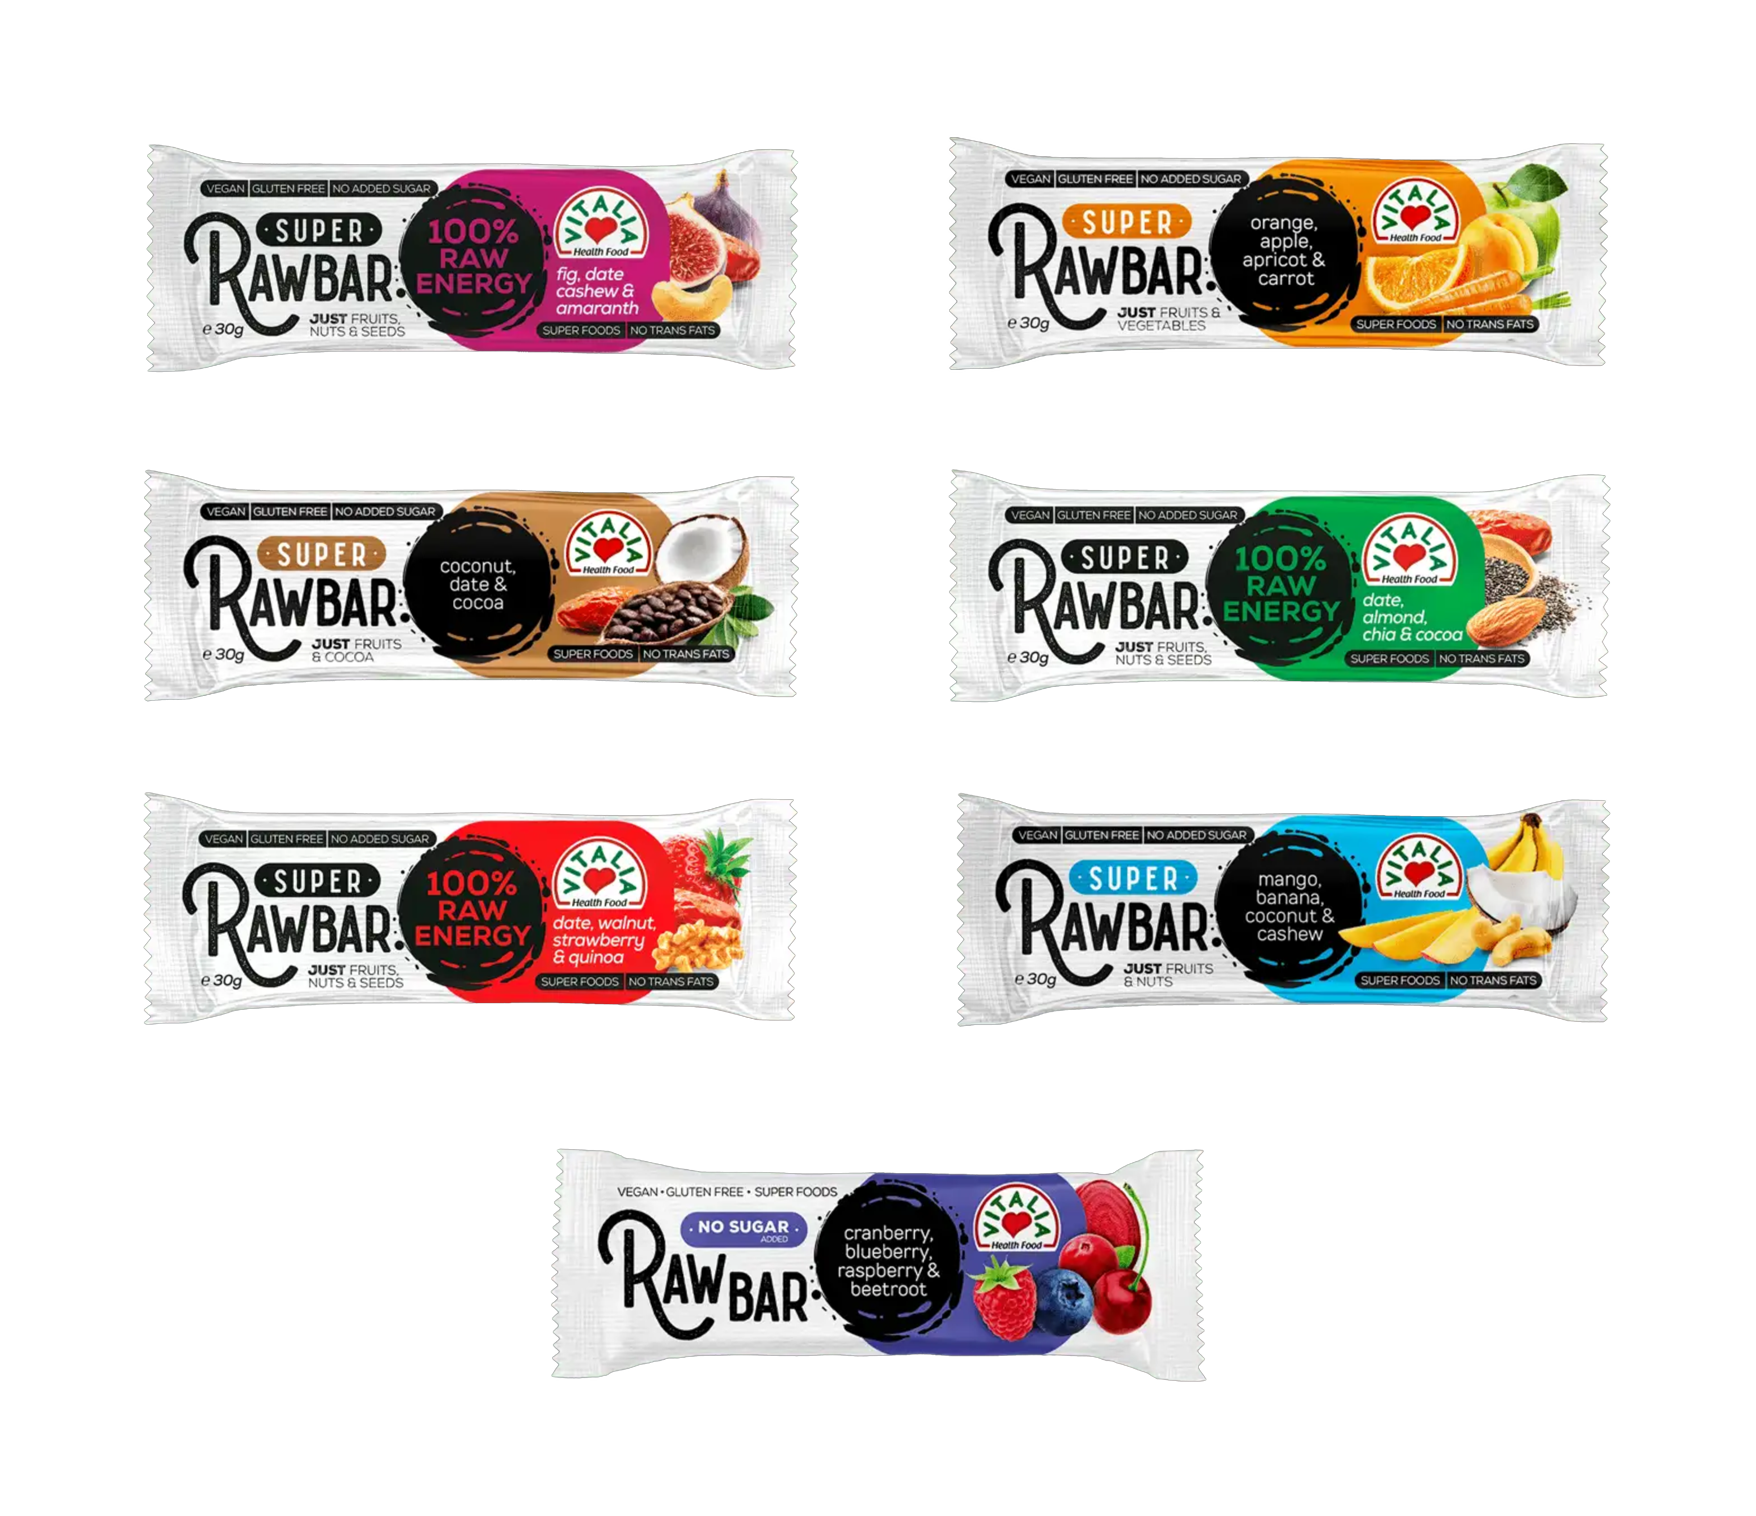 VEGAN | GLUTEN FREE | NO ADDED SUGAR
· SUPER ·
RAWBAR:
JUST FRUITS,
NUTS & SEEDS
e 30g
100%
RAW
ENERGY
VITALIA
Health Food
fig, date
cashew &
amaranth
SUPER FOODS | NO TRANS FATS
VEGAN | GLUTEN FREE | NO ADDED SUGAR
· SUPER ·
RAWBAR:
JUST FRUITS &
VEGETABLES
e 30g
orange,
apple,
apricot &
carrot
VITALIA
Health Food
SUPER FOODS | NO TRANS FATS
VEGAN | GLUTEN FREE | NO ADDED SUGAR
· SUPER ·
RAWBAR:
JUST FRUITS
& COCOA
e 30g
coconut,
date &
cocoa
VITALIA
Health Food
SUPER FOODS | NO TRANS FATS
VEGAN | GLUTEN FREE | NO ADDED SUGAR
· SUPER ·
RAWBAR:
JUST FRUITS,
NUTS & SEEDS
e 30g
100%
RAW
ENERGY
VITALIA
Health Food
date,
almond,
chia & cocoa
SUPER FOODS | NO TRANS FATS
VEGAN | GLUTEN FREE | NO ADDED SUGAR
· SUPER ·
RAWBAR:
JUST FRUITS,
NUTS & SEEDS
e 30g
100%
RAW
ENERGY
VITALIA
Health Food
date, walnut,
strawberry
& quinoa
SUPER FOODS | NO TRANS FATS
VEGAN | GLUTEN FREE | NO ADDED SUGAR
· SUPER ·
RAWBAR:
JUST FRUITS
& NUTS
e 30g
mango,
banana,
coconut &
cashew
VITALIA
Health Food
SUPER FOODS | NO TRANS FATS
VEGAN • GLUTEN FREE • SUPER FOODS
· NO SUGAR ·
ADDED
RAW
BAR:
cranberry,
blueberry,
raspberry &
beetroot
VITALIA
Health Food